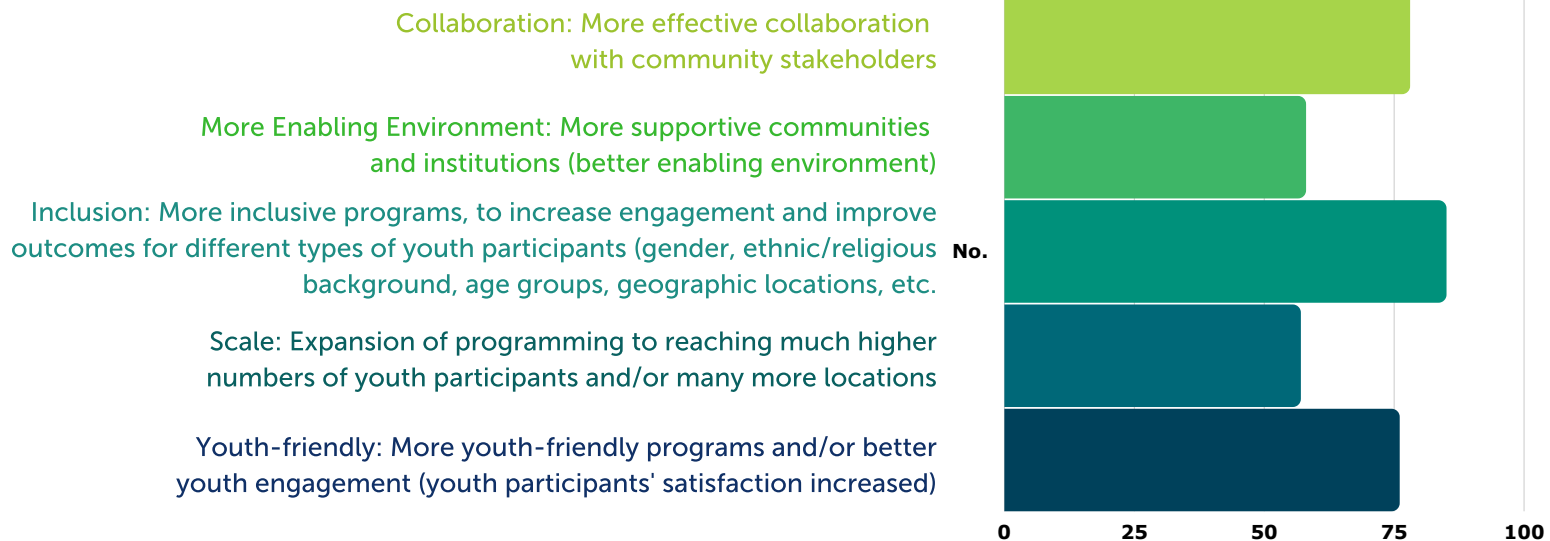 Collaboration: More effective collaboration
with community stakeholders
More Enabling Environment: More supportive communities
and institutions (better enabling environment)
Inclusion: More inclusive programs, to increase engagement and improve
outcomes for different types of youth participants (gender, ethnic/religious
background, age groups, geographic locations, etc.
No.
Scale: Expansion of programming to reaching much higher
numbers of youth participants and/or many more locations
Youth-friendly: More youth-friendly programs and/or better
youth engagement (youth participants' satisfaction increased)
0 25 50 75 100